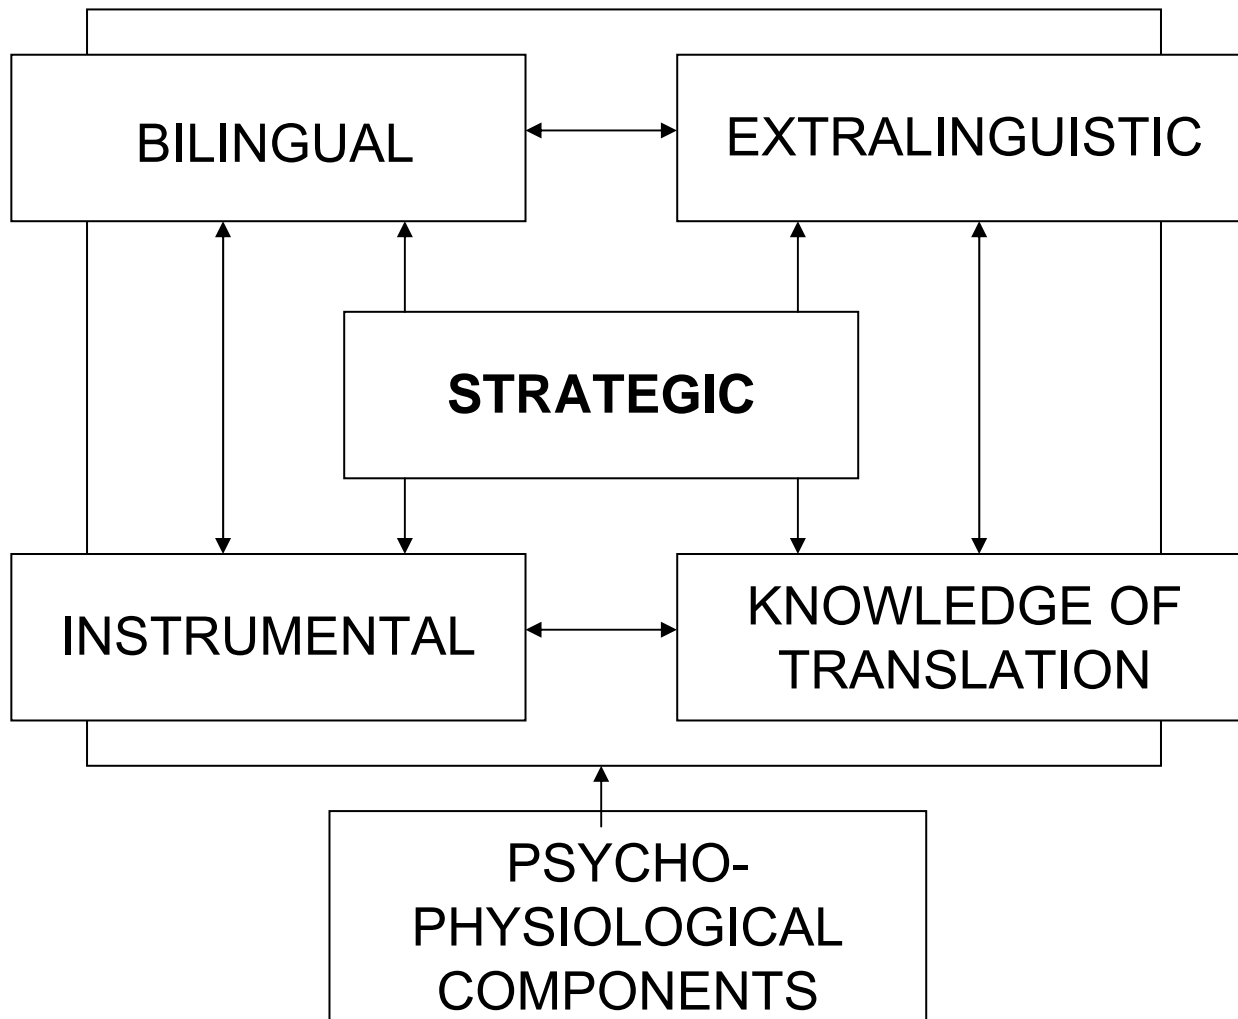 BILINGUAL
EXTRALINGUISTIC
STRATEGIC
INSTRUMENTAL
KNOWLEDGE OF
TRANSLATION
PSYCHO-
PHYSIOLOGICAL
COMPONENTS